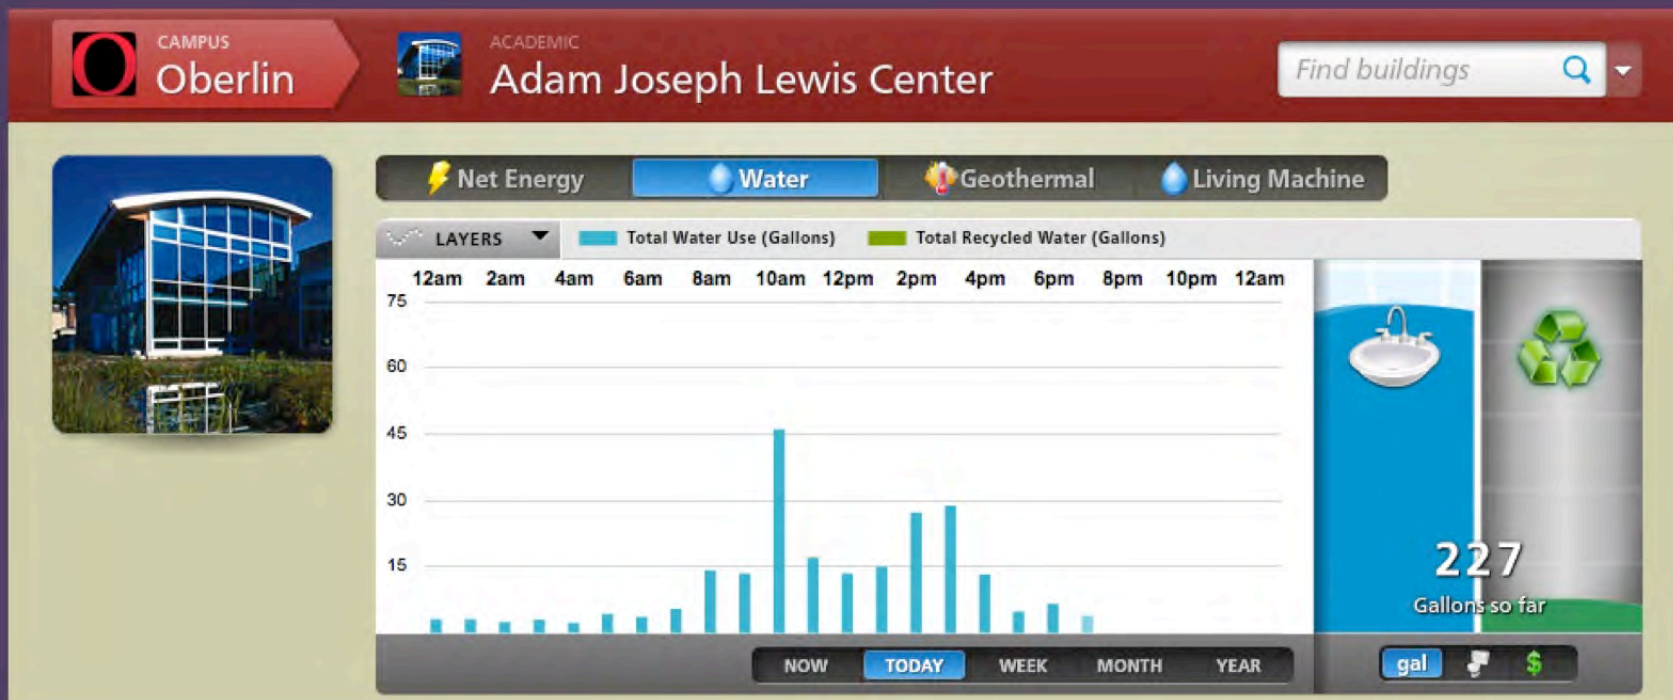 CAMPUS
Oberlin
ACADEMIC
Adam Joseph Lewis Center
Find buildings
Net Energy
Water
Geothermal
Living Machine
LAYERS
Total Water Use (Gallons)
Total Recycled Water (Gallons)
12am 2am 4am 6am 8am 10am 12pm 2pm 4pm 6pm 8pm 10pm 12am
75
60
45
30
15
227
Gallons so far
NOW TODAY WEEK MONTH YEAR
gal $